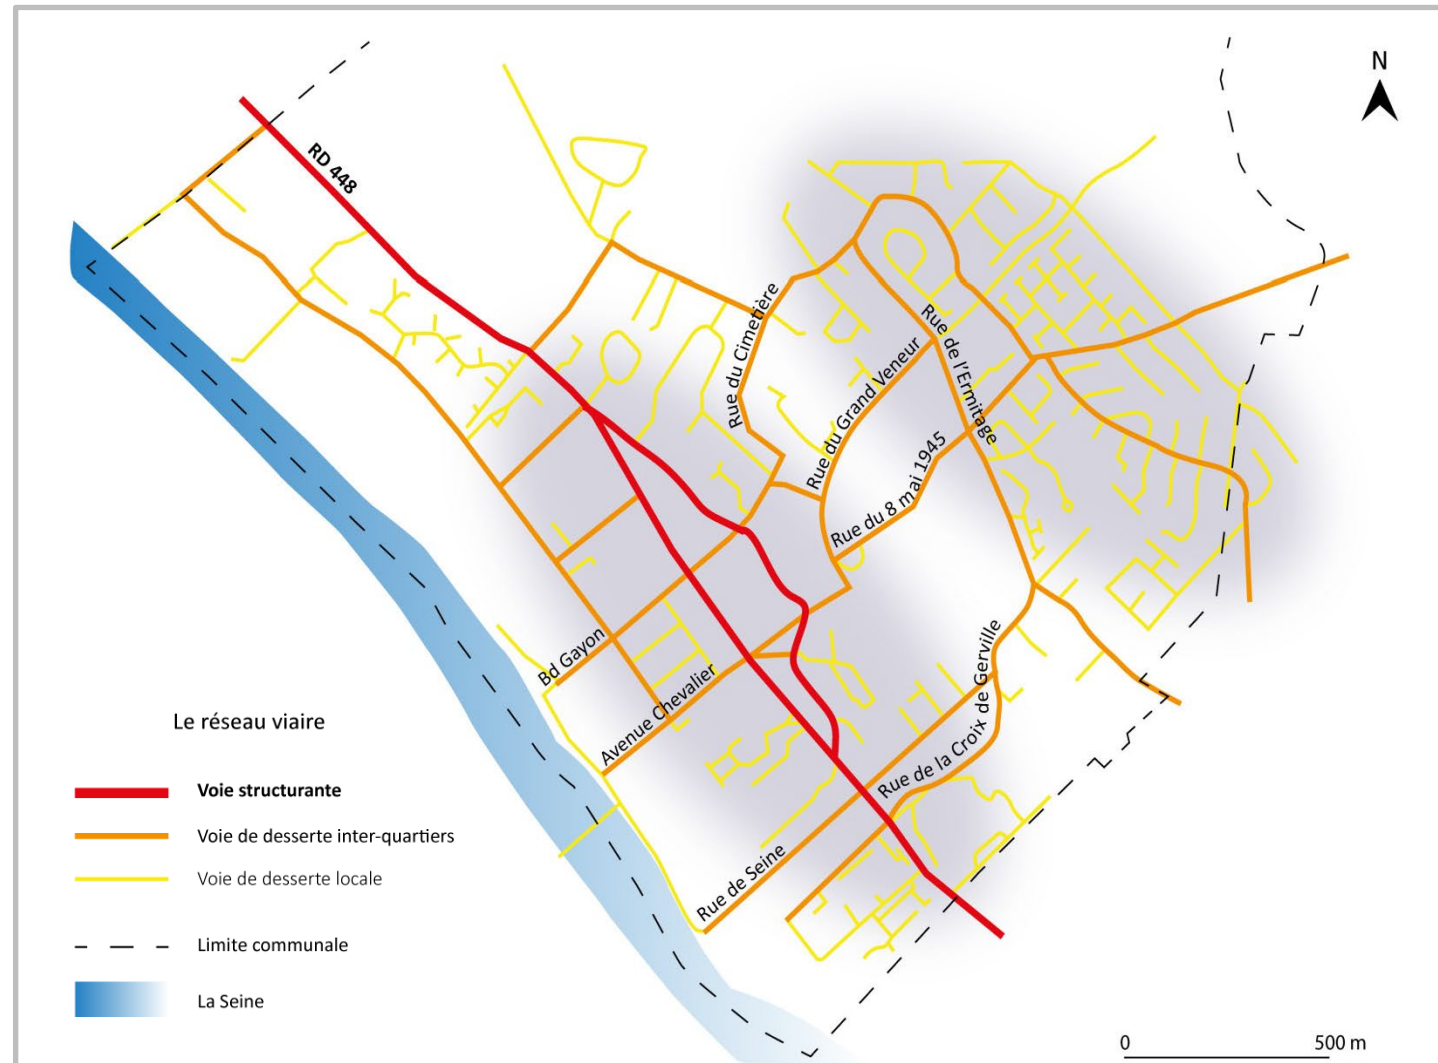 N
RD 448
Rue du Cimetière
Rue du Grand Veneur
Rue de l'Ermitage
Rue du 8 mai 1945
Bd Gayon
Avenue Chevalier
Rue de la Croix de Gerville
Rue de Seine
Le réseau viaire
Voie structurante
Voie de desserte inter-quartiers
Voie de desserte locale
Limite communale
La Seine
0 500 m